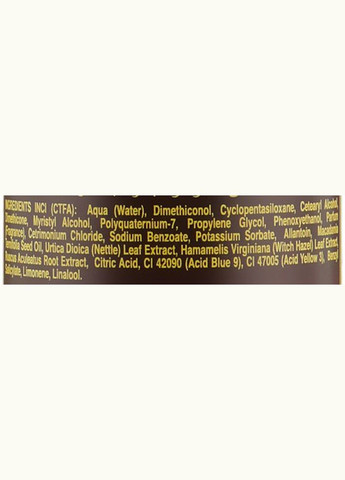 INGREDIENTS INCI (CTFA): Aqua (Water), Dimethiconol, Cyclopentasiloxane, Cetearyl Alcohol,
Dimethicone, Myristyl Alcohol, Polyquaternium-7, Propylene Glycol, Phenoxyethanol, Parfum
(Fragrance), Cetrimonium Chloride, Sodium Benzoate, Potassium Sorbate, Allantoin, Macadamia
Ternifolia Seed Oil, Urtica Dioica (Nettle) Leaf Extract, Hamamelis Virginiana (Witch Haze) Leaf Extract,
Ruscus Aculeatus Root Extract, Citric Acid, CI 42090 (Acid Blue 9), CI 47005 (Acid Yellow 3), Benzyl
Salicylate, Limonene, Linalool.